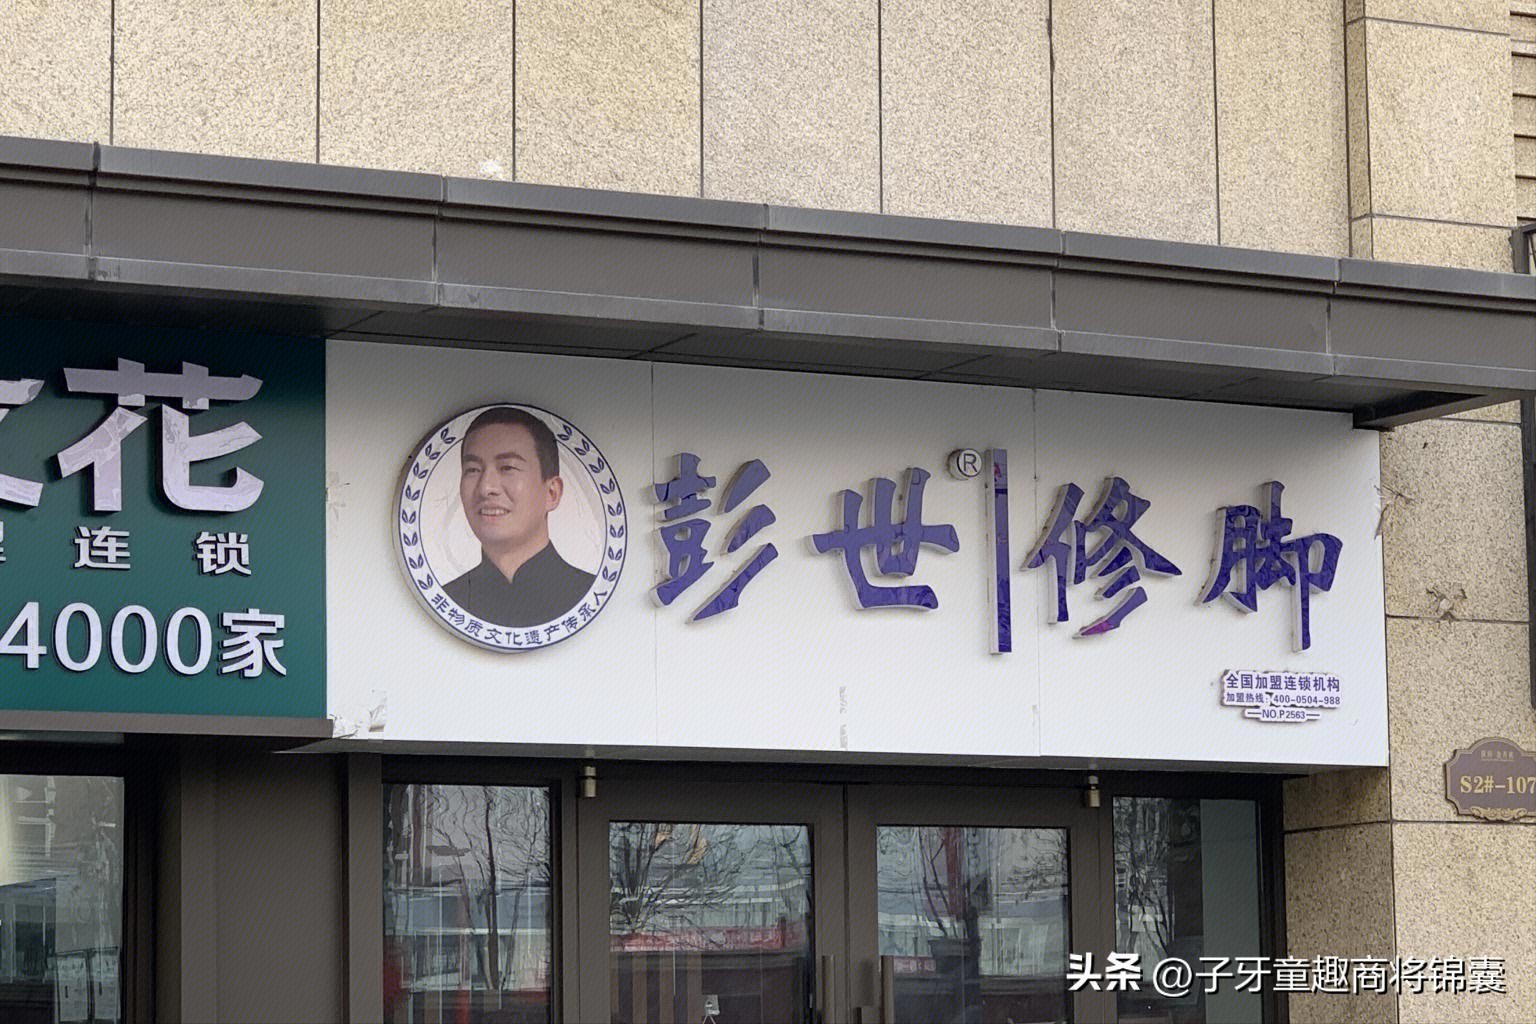 花
连锁
4000家
非物质文化遗产传承人
彭世®|修脚
全国加盟连锁机构
加盟热线:400-0504-988
NO.P2563
S2#-107
头条 @子牙童趣商将锦囊